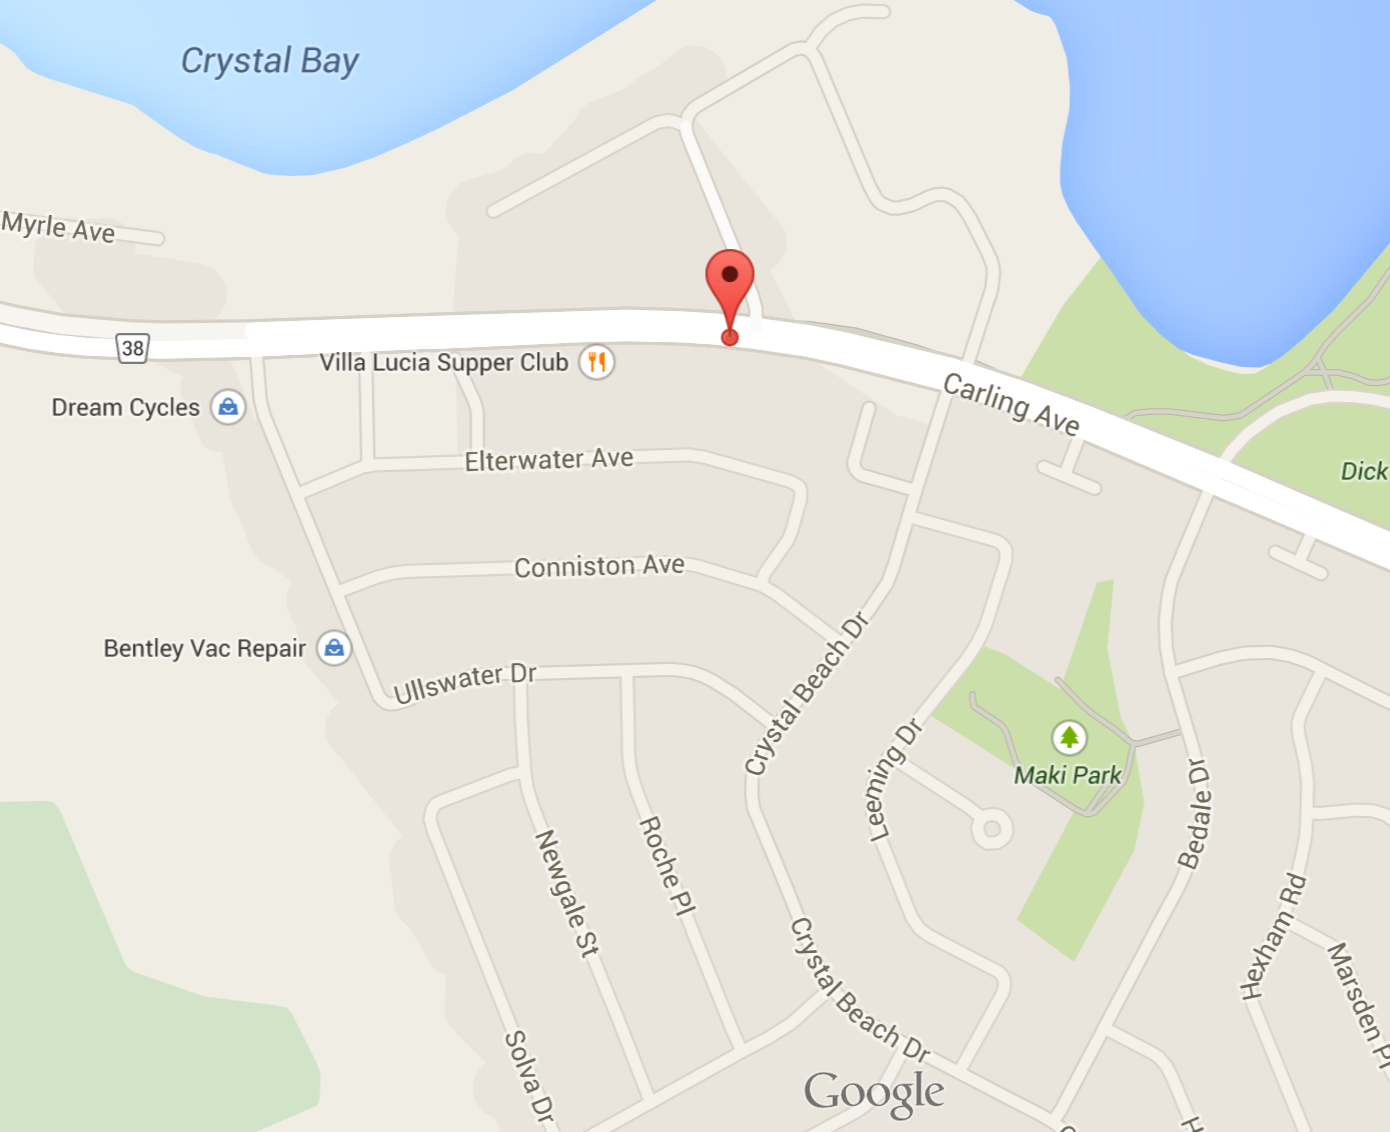 Crystal Bay
Myrle Ave
38
Villa Lucia Supper Club
Dream Cycles
Carling Ave
Elterwater Ave
Dick
Conniston Ave
Bentley Vac Repair
Ullswater Dr
Crystal Beach Dr
Leeming Dr
Maki Park
Bedale Dr
Newgale St
Roche Pl
Hexham Rd
Crystal Beach Dr
Marsden Pl
Solva Dr
Google
H